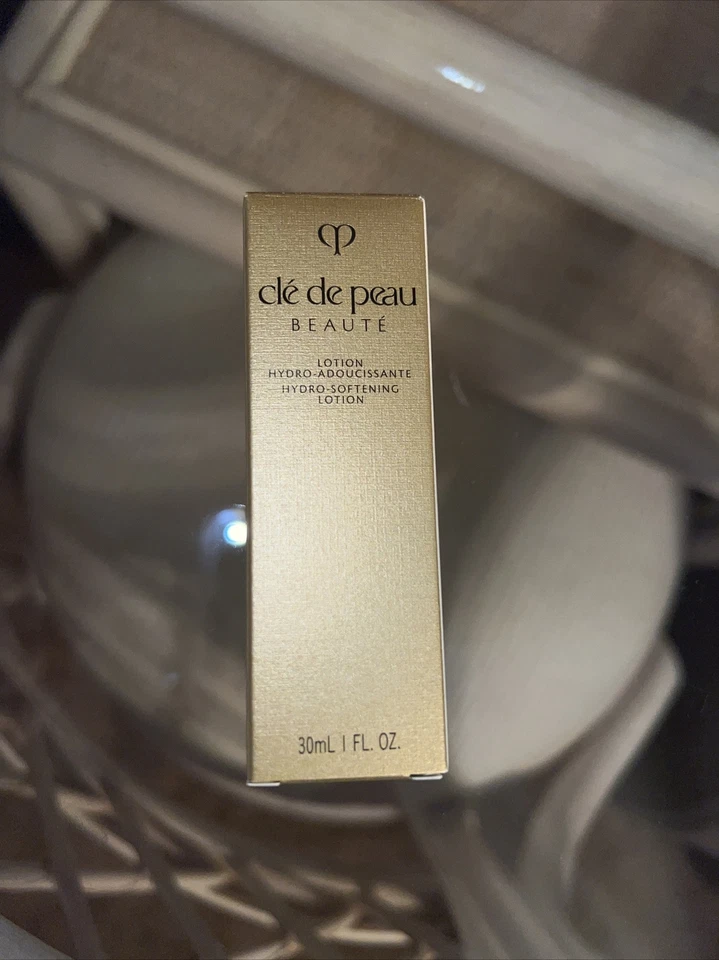 clé de peau
BEAUTÉ
LOTION
HYDRO-ADOUCISSANTE
HYDRO-SOFTENING
LOTION
30mL I FL. OZ.